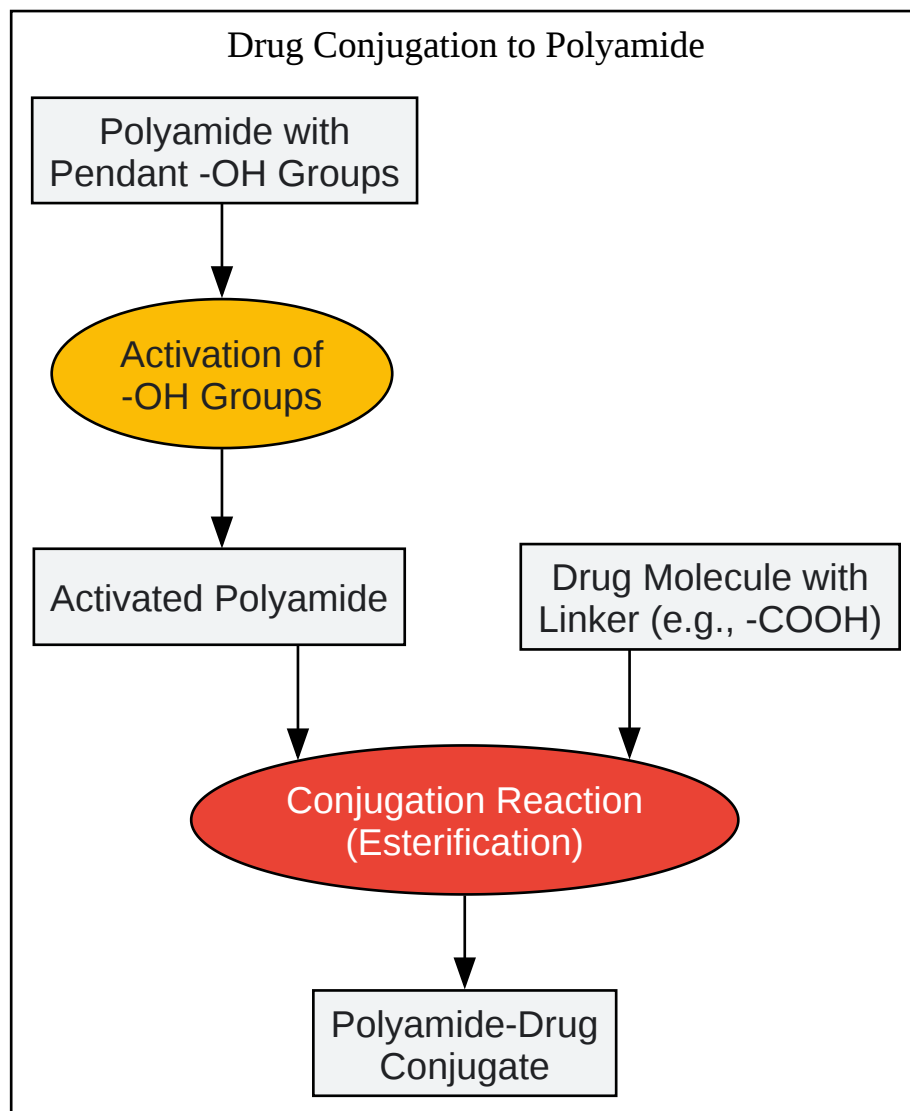 Drug Conjugation to Polyamide
Polyamide with
Pendant -OH Groups
Activation of
-OH Groups
Activated Polyamide
Drug Molecule with
Linker (e.g., -COOH)
Conjugation Reaction
(Esterification)
Polyamide-Drug
Conjugate